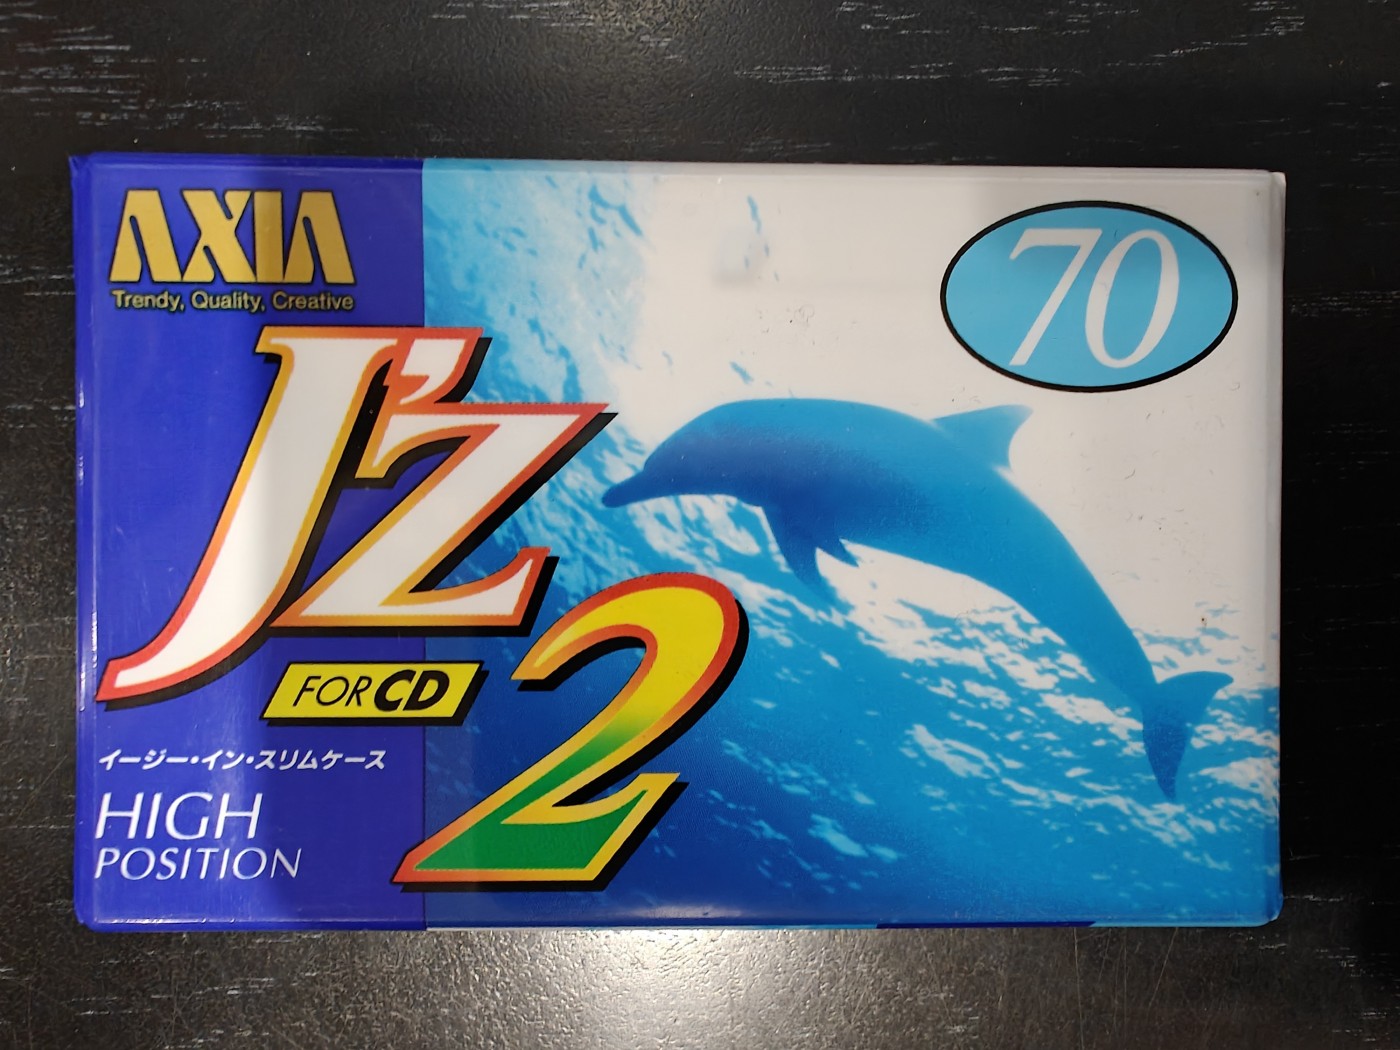 AXIA
Trendy, Quality, Creative
70
J'z
2
FOR CD
イージー・イン・スリムケース
HIGH
POSITION